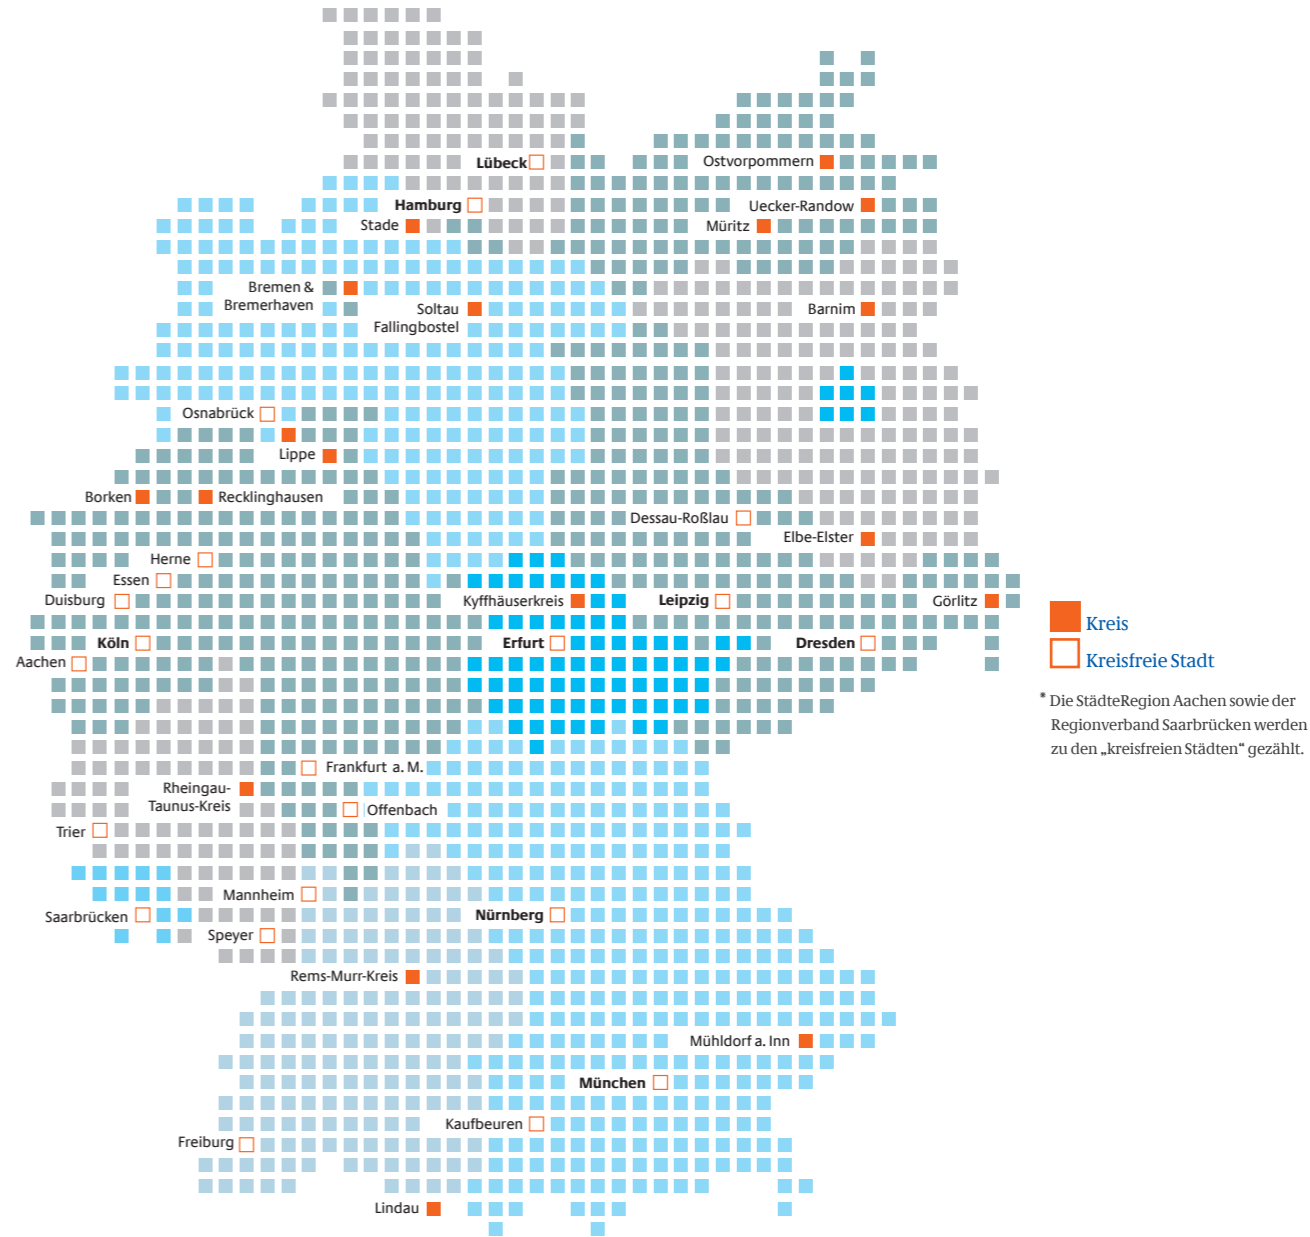 Lübeck
Ostvorpommern
Hamburg
Uecker-Randow
Stade
Müritz
Bremen &
Bremerhaven
Soltau
Fallingbostel
Barnim
Osnabrück
Lippe
Borken
Recklinghausen
Dessau-Roßlau
Elbe-Elster
Herne
Essen
Duisburg
Kyffhäuserkreis
Leipzig
Görlitz
Köln
Erfurt
Dresden
Aachen
Kreis
Kreisfreie Stadt
* Die StädteRegion Aachen sowie der
Regionverband Saarbrücken werden
zu den „kreisfreien Städten“ gezählt.
Frankfurt a. M.
Rheingau-
Taunus-Kreis
Offenbach
Trier
Mannheim
Saarbrücken
Nürnberg
Speyer
Rems-Murr-Kreis
Mühldorf a. Inn
München
Kaufbeuren
Freiburg
Lindau